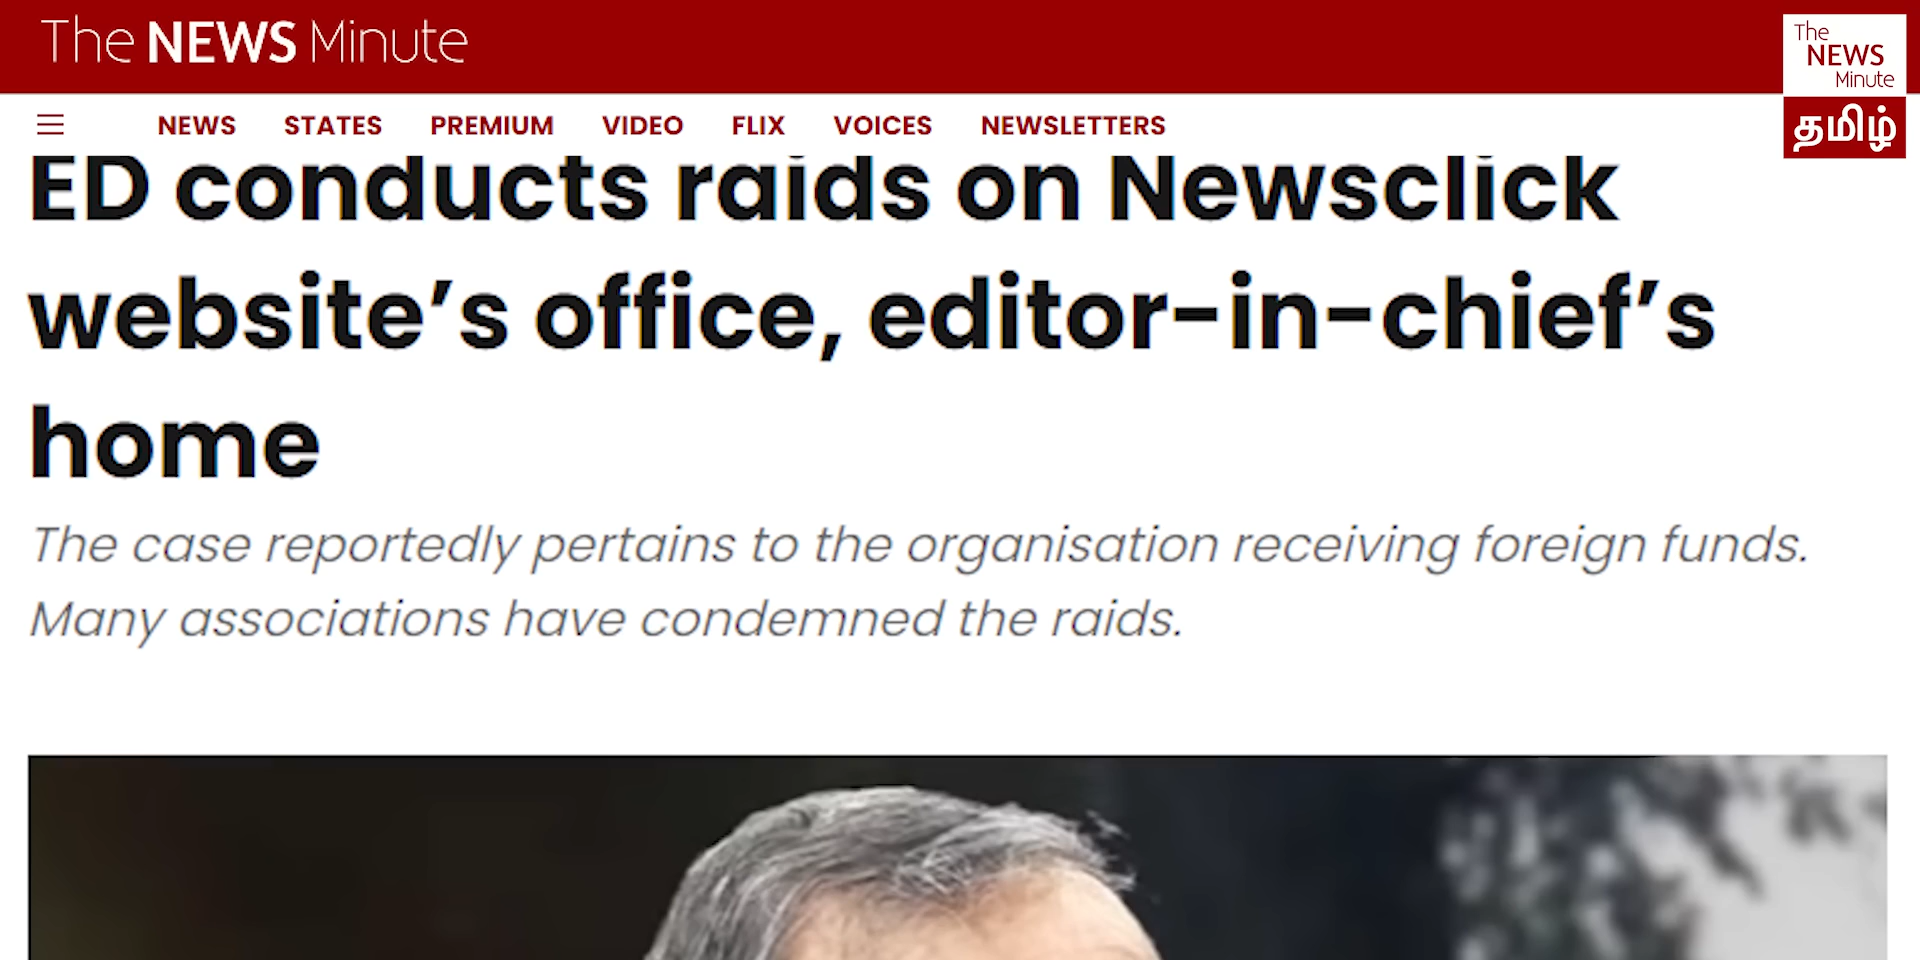 The NEWS Minute
The
NEWS
Minute
தமிழ்
NEWS STATES PREMIUM VIDEO FLIX VOICES NEWSLETTERS
ED conducts raids on Newsclick
website’s office, editor-in-chief’s
home
The case reportedly pertains to the organisation receiving foreign funds.
Many associations have condemned the raids.